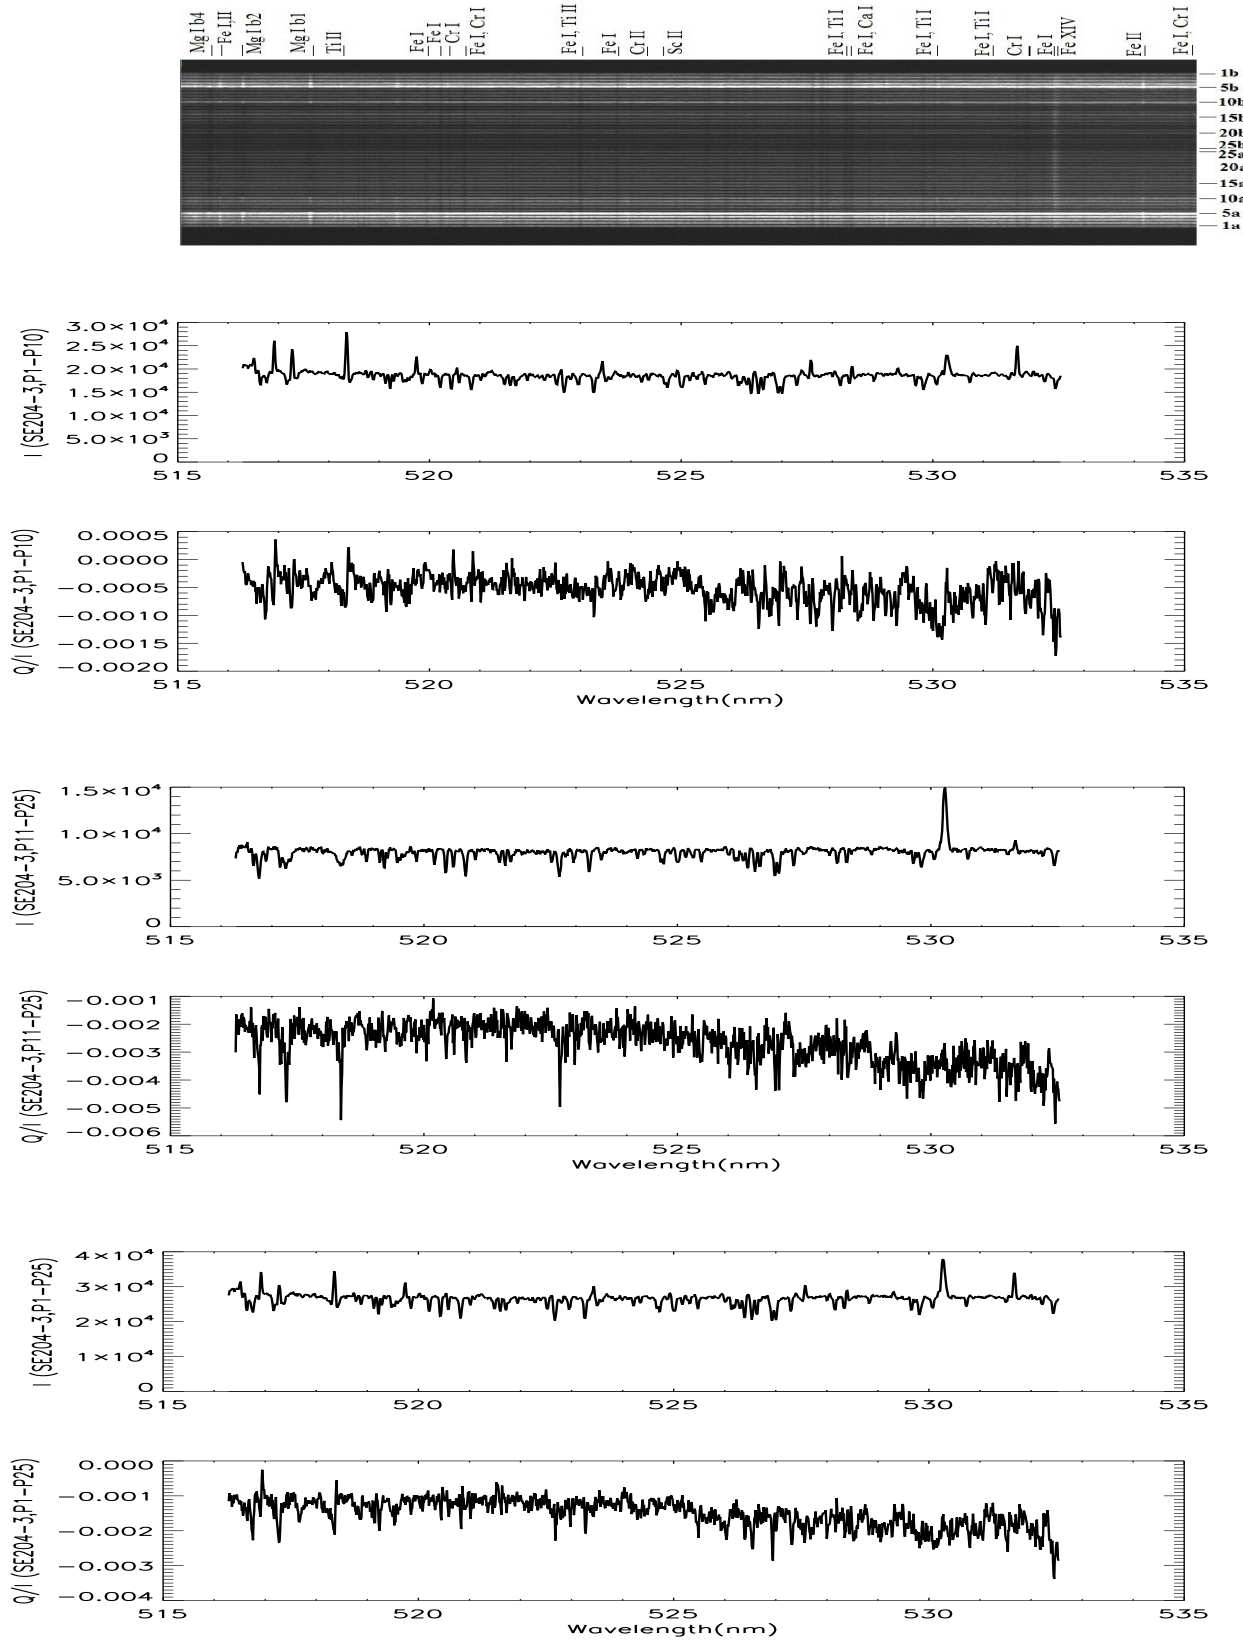 Mg I b4
Fe I,II
Mg I b2
Mg I b1
Ti II
Fe I
Fe I
Cr I
Fe I, Cr I
Fe I, Ti II
Fe I
Cr II
Sc II
Fe I, Ti I
Fe I, Ca I
Fe I, Ti I
Fe I, Ti I
Cr I
Fe I
Fe XIV
Fe II
Fe I, Cr I
1b
5b
10b
15b
20b
25b
25a
20a
15a
10a
5a
1a
I (SE204-3,P1-P10)
3.0×10⁴
2.5×10⁴
2.0×10⁴
1.5×10⁴
1.0×10⁴
5.0×10³
0
515 520 525 530 535
Q/I (SE204-3,P1-P10)
0.0005
0.0000
-0.0005
-0.0010
-0.0015
-0.0020
515 520 525 530 535
Wavelength(nm)
I (SE204-3,P11-P25)
1.5×10⁴
1.0×10⁴
5.0×10³
0
515 520 525 530 535
Q/I (SE204-3,P11-P25)
-0.001
-0.002
-0.003
-0.004
-0.005
-0.006
515 520 525 530 535
Wavelength(nm)
I (SE204-3,P1-P25)
4×10⁴
3×10⁴
2×10⁴
1×10⁴
0
515 520 525 530 535
Q/I (SE204-3,P1-P25)
0.000
-0.001
-0.002
-0.003
-0.004
515 520 525 530 535
Wavelength(nm)